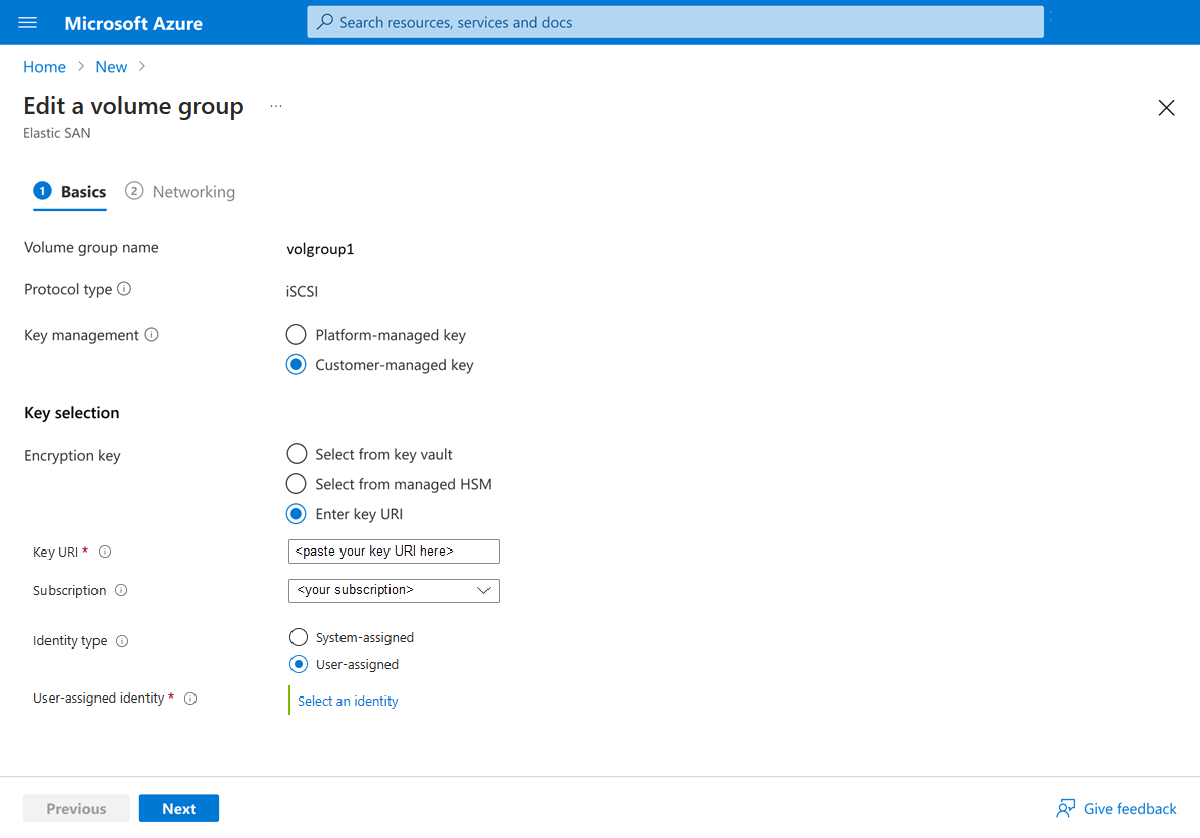 Microsoft Azure
Search resources, services and docs
Home > New >
Edit a volume group ...
Elastic SAN
1 Basics 2 Networking
Volume group name volgroup1
Protocol type iSCSI
Key management Platform-managed key
Customer-managed key
Key selection
Encryption key Select from key vault
Select from managed HSM
Enter key URI
Key URI * <paste your key URI here>
Subscription <your subscription>
Identity type System-assigned
User-assigned
User-assigned identity * Select an identity
Previous Next Give feedback